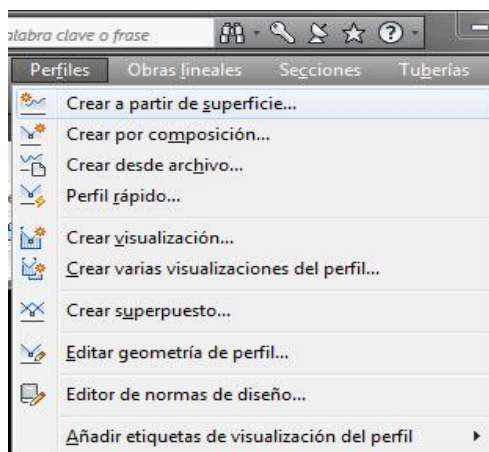 alabra clave o frase
Perfiles Obras lineales Secciones Tuberías
Crear a partir de superficie...
Crear por composición...
Crear desde archivo...
Perfil rápido...
Crear visualización...
Crear varias visualizaciones del perfil...
Crear superpuesto...
Editar geometría de perfil...
Editor de normas de diseño...
Añadir etiquetas de visualización del perfil